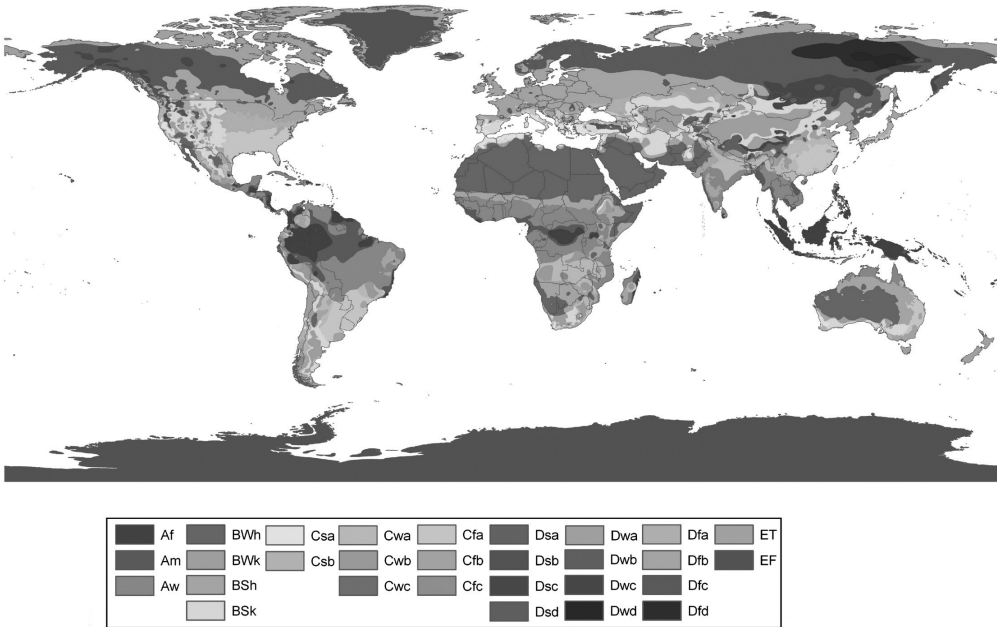 Af BWh Csa Cwa Cfa Dsa Dwa Dfa ET
Am BWk Csb Cwb Cfb Dsb Dwb Dfb EF
Aw BSh Cwc Cfc Dsc Dwc Dfc
BSk Dsd Dwd Dfd